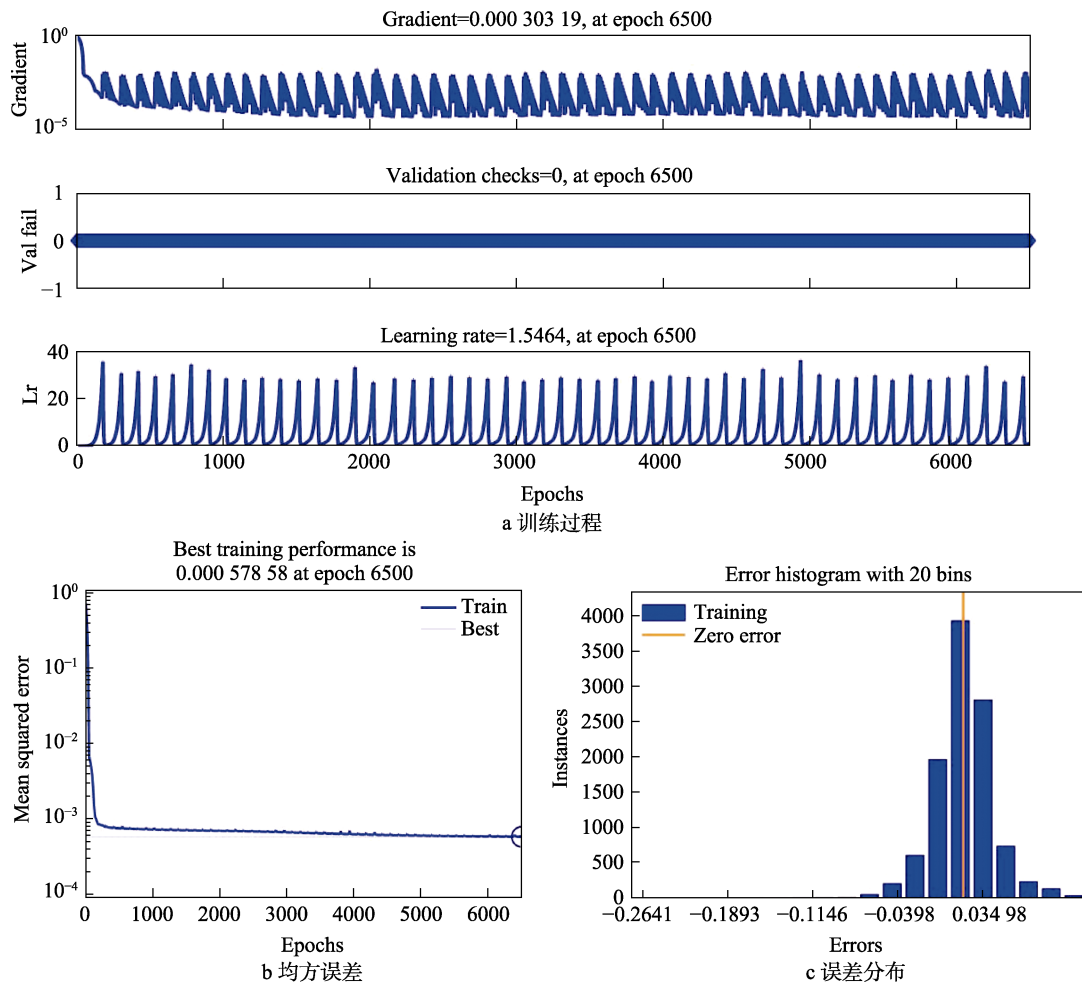 Gradient=0.000 303 19, at epoch 6500
Gradient
10⁰
10⁻⁵
Validation checks=0, at epoch 6500
Val fail
1
0
−1
Learning rate=1.5464, at epoch 6500
Lr
40
20
0
0 1000 2000 3000 4000 5000 6000
Epochs
a 训练过程
Best training performance is
0.000 578 58 at epoch 6500
Mean squared error
10⁰
10⁻¹
10⁻²
10⁻³
10⁻⁴
Train
Best
0 1000 2000 3000 4000 5000 6000
Epochs
b 均方误差
Error histogram with 20 bins
Instances
4000
3500
3000
2500
2000
1500
1000
500
0
Training
Zero error
−0.2641 −0.1893 −0.1146 −0.0398 0.034 98
Errors
c 误差分布